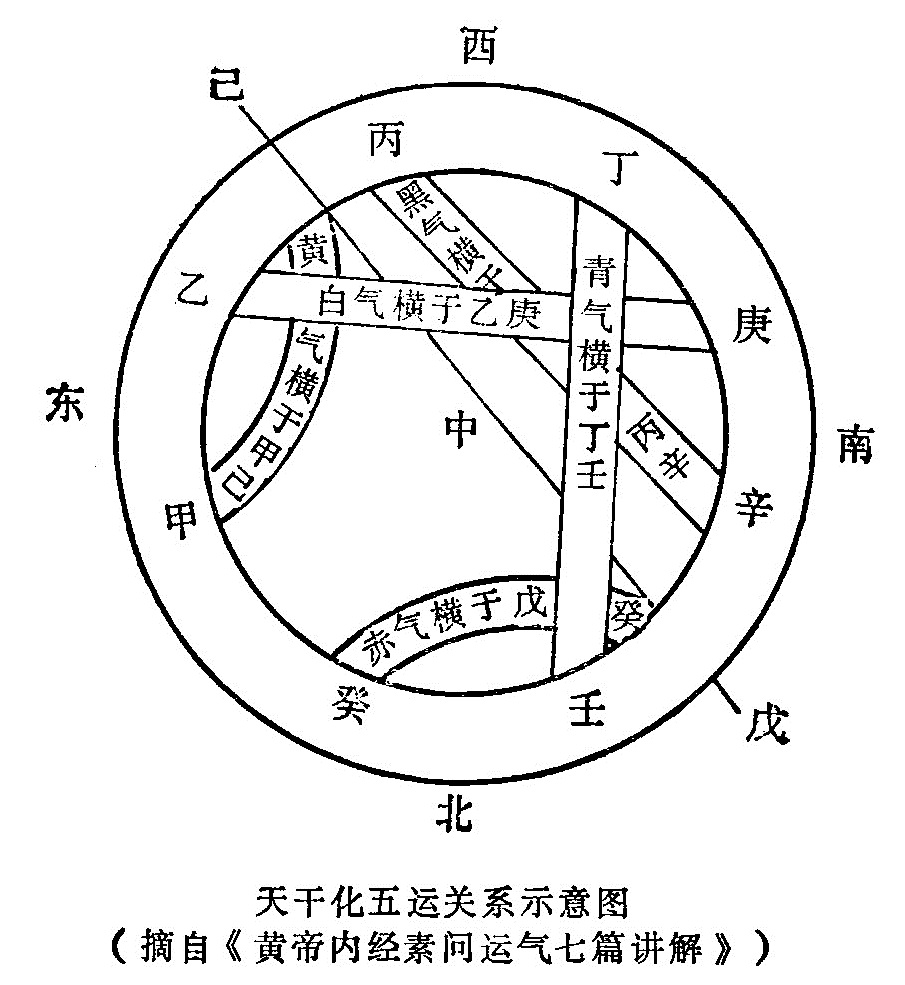 西
己
丙
丁
乙
庚
东
中
南
甲
辛
癸
壬
戊
北
黄气横于甲己
黑气横于丙辛
白气横于乙庚
青气横于丁壬
赤气横于戊癸
天干化五运关系示意图
(摘自《黄帝内经素问运气七篇讲解》)